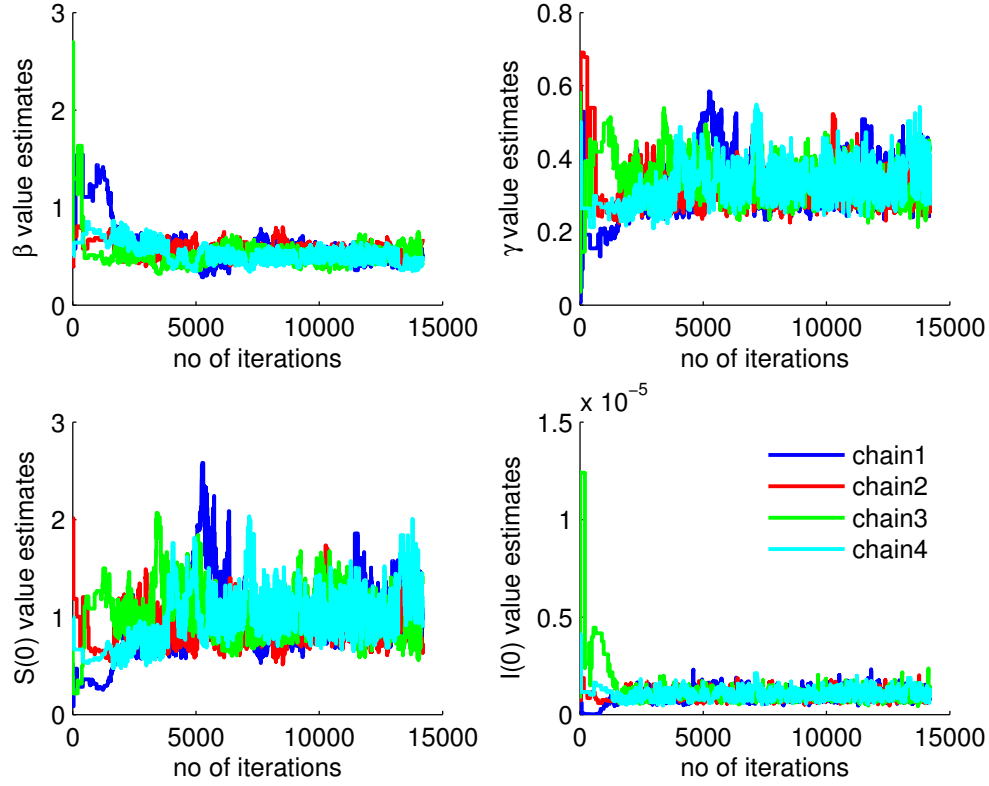 3
2
1
0
0 5000 10000 15000
β value estimates
no of iterations
0.8
0.6
0.4
0.2
0
0 5000 10000 15000
γ value estimates
no of iterations
3
2
1
0
0 5000 10000 15000
S(0) value estimates
no of iterations
x 10⁻⁵
1.5
1
0.5
0
0 5000 10000 15000
I(0) value estimates
no of iterations
chain1
chain2
chain3
chain4